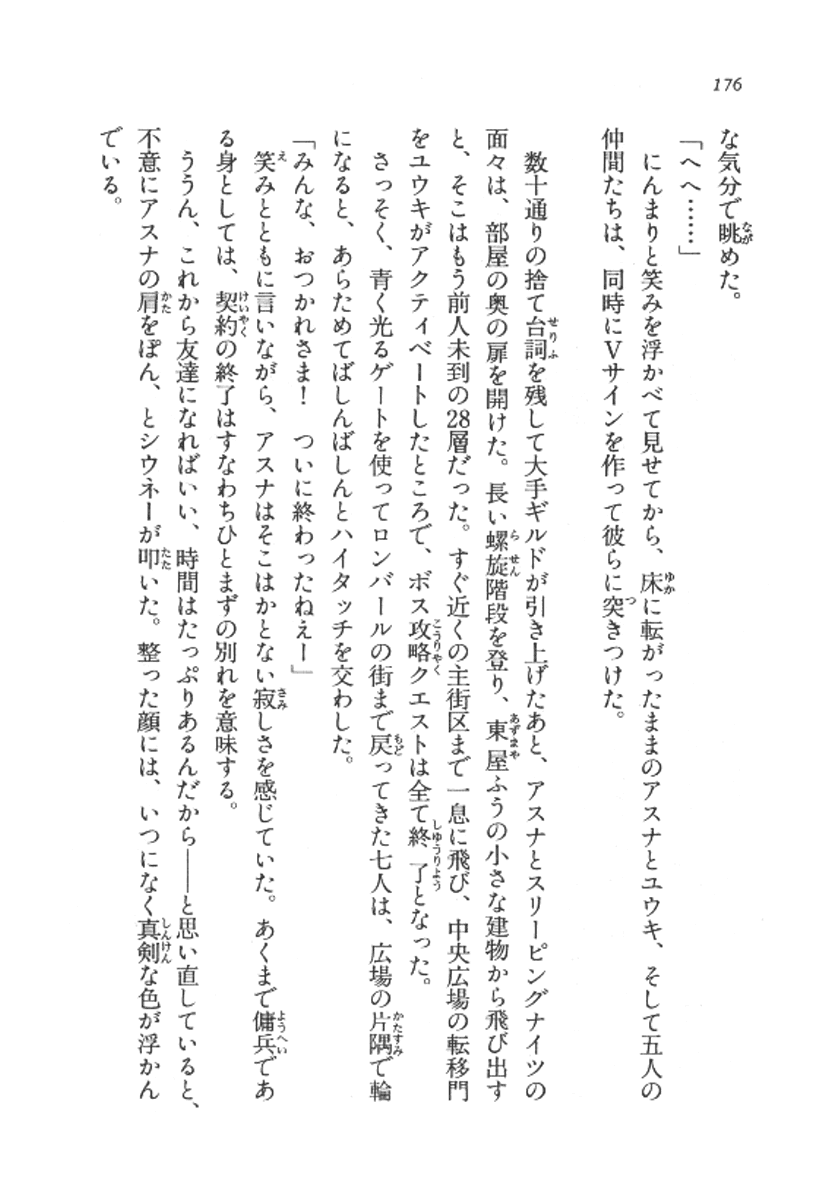 176
な気分で眺めた。
「へへ……」
にんまりと笑みを浮かべて見せてから、床に転がったままのアスナとユウキ、そして五人の
仲間たちは、同時にVサインを作って彼らに突きつけた。
数十通りの捨て台詞を残して大手ギルドが引き上げたあと、アスナとスリーピングナイツの
面々は、部屋の奥の扉を開けた。長い螺旋階段を登り、東屋ふうの小さな建物から飛び出す
と、そこはもう前人未到の28層だった。すぐ近くの主街区まで一息に飛び、中央広場の転移門
をユウキがアクティベートしたところで、ボス攻略クエストは全て終了となった。
さっそく、青く光るゲートを使ってロンバールの街まで戻ってきた七人は、広場の片隅で輪
になると、あらためてばしんばしんとハイタッチを交わした。
「みんな、おつかれさま！　ついに終わったねえー」
笑みとともに言いながら、アスナはそこはかとない寂しさを感じていた。あくまで傭兵であ
る身としては、契約の終了はすなわちひとまずの別れを意味する。
ううん、これから友達になればいい、時間はたっぷりあるんだから――と思い直していると、
不意にアスナの肩をぽん、とシウネーが叩いた。整った顔には、いつになく真剣な色が浮かん
でいる。